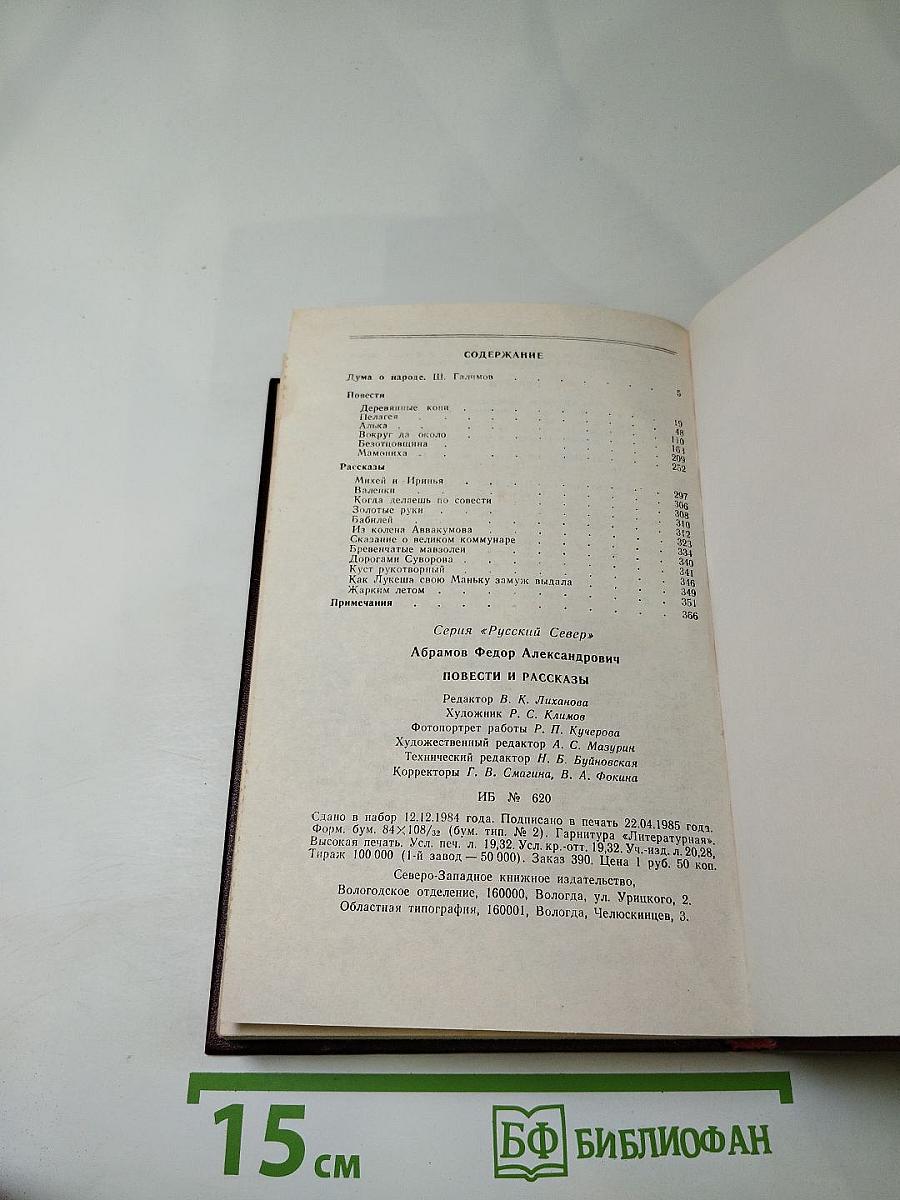 СОДЕРЖАНИЕ
Дума о народе. Ш. Галимов . . . . . . . 5
Повести
Деревянные кони . . . . . . . 19
Пелагея . . . . . . . 48
Алька . . . . . . . 110
Вокруг да около . . . . . . . 164
Безотцовщина . . . . . . . 209
Мамониха . . . . . . . 252
Рассказы
Михей и Иринья . . . . . . . 297
Валенки . . . . . . . 306
Когда делаешь по совести . . . . . . . 308
Золотые руки . . . . . . . 310
Бабилей . . . . . . . 312
Из колена Аввакумова . . . . . . . 323
Сказание о великом коммунаре . . . . . . . 334
Бревенчатые мавзолеи . . . . . . . 340
Дорогами Суворова . . . . . . . 341
Куст рукотворный . . . . . . . 346
Как Лукеша свою Маньку замуж выдала . . . . . 349
Жарким летом . . . . . . . 351
Примечания . . . . . . . 366
Серия «Русский Север»
Абрамов Федор Александрович
ПОВЕСТИ И РАССКАЗЫ
Редактор В. К. Лиханова
Художник Р. С. Климов
Фотопортрет работы Р. П. Кучерова
Художественный редактор А. С. Мазурин
Технический редактор Н. Б. Буйновская
Корректоры Г. В. Смагина, В. А. Фокина
ИБ № 620
Сдано в набор 12.12.1984 года. Подписано в печать 22.04.1985 года.
Форм. бум. 84×108/32 (бум. тип. № 2). Гарнитура «Литературная».
Высокая печать. Усл. печ. л. 19,32. Усл. кр.-отт. 19,32. Уч.-изд. л. 20,28.
Тираж 100 000 (1-й завод — 50 000). Заказ 390. Цена 1 руб. 50 коп.
Северо-Западное книжное издательство,
Вологодское отделение, 160000, Вологда, ул. Урицкого, 2.
Областная типография, 160001, Вологда, Челюскинцев, 3.
15 см
БФ БИБЛИОФАН